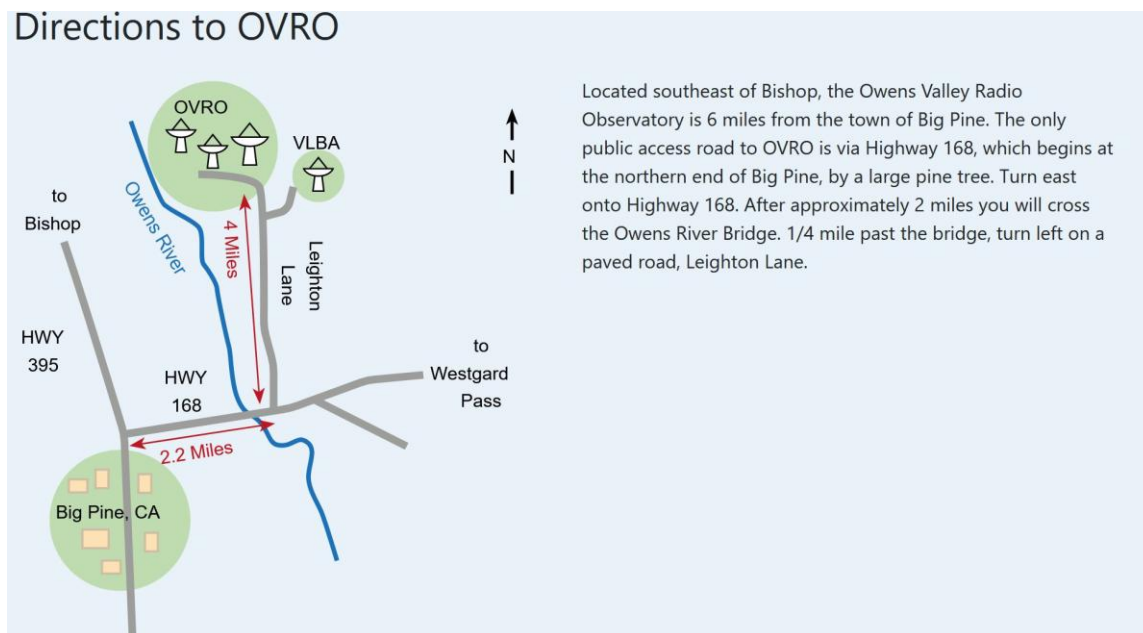 Directions to OVRO
Located southeast of Bishop, the Owens Valley Radio
Observatory is 6 miles from the town of Big Pine. The only
public access road to OVRO is via Highway 168, which begins at
the northern end of Big Pine, by a large pine tree. Turn east
onto Highway 168. After approximately 2 miles you will cross
the Owens River Bridge. 1/4 mile past the bridge, turn left on a
paved road, Leighton Lane.
OVRO
VLBA
N
to
Bishop
Owens River
4 Miles
Leighton
Lane
HWY
395
HWY
168
to
Westgard
Pass
2.2 Miles
Big Pine, CA